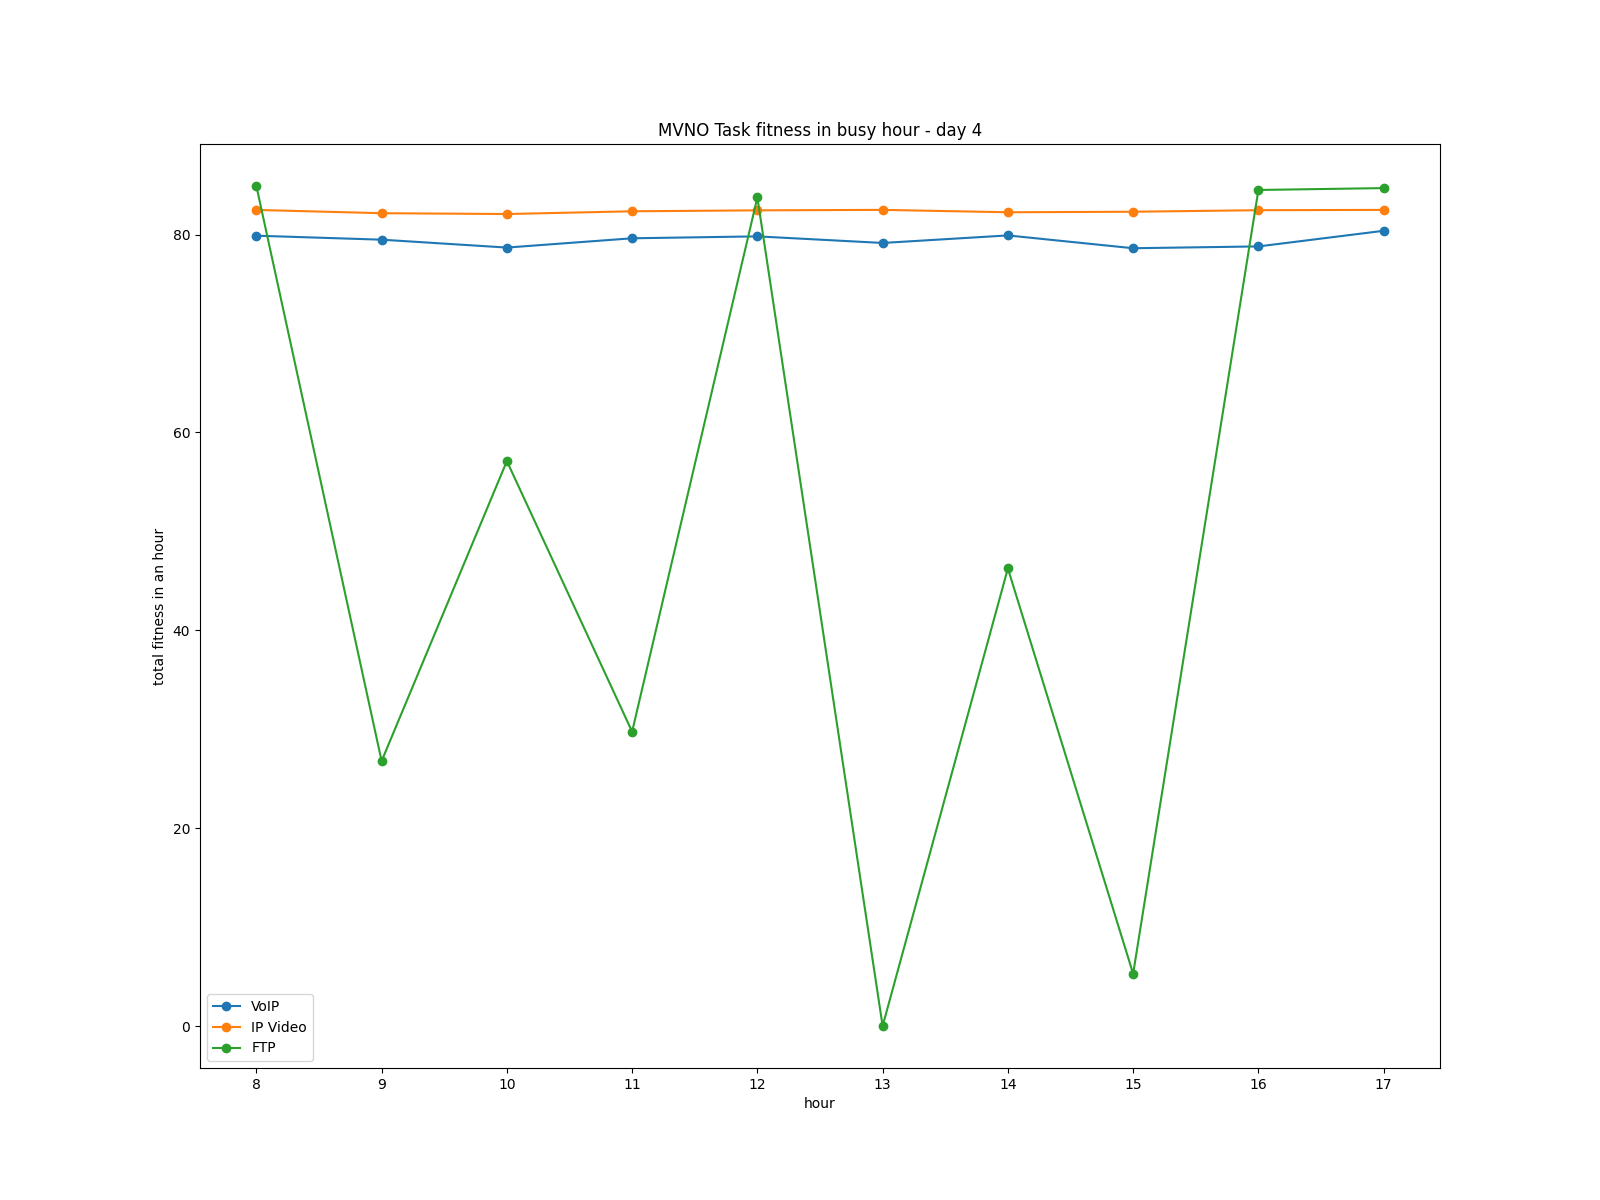 MVNO Task fitness in busy hour - day 4
total fitness in an hour
80
60
40
20
0
VoIP
IP Video
FTP
8 9 10 11 12 13 14 15 16 17
hour